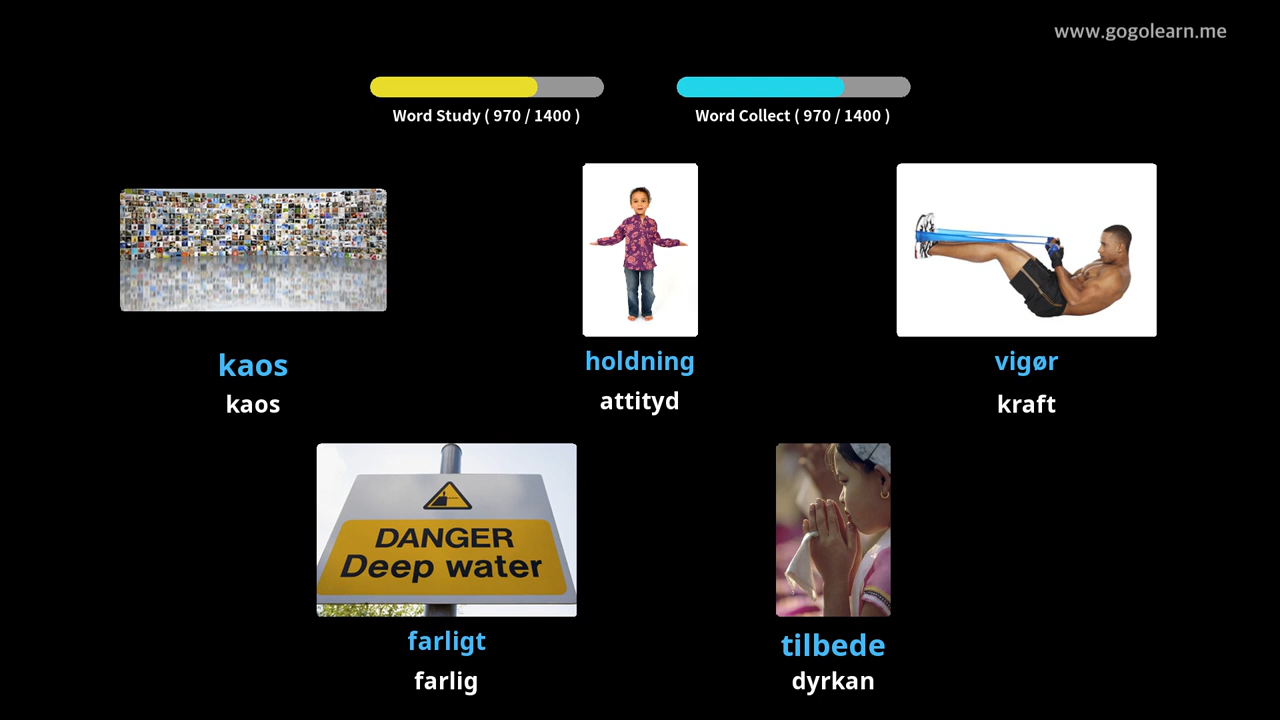 www.gogolearn.me
Word Study ( 970 / 1400 )
Word Collect ( 970 / 1400 )
kaos
kaos
holdning
attityd
vigør
kraft
DANGER
Deep water
farligt
farlig
tilbede
dyrkan